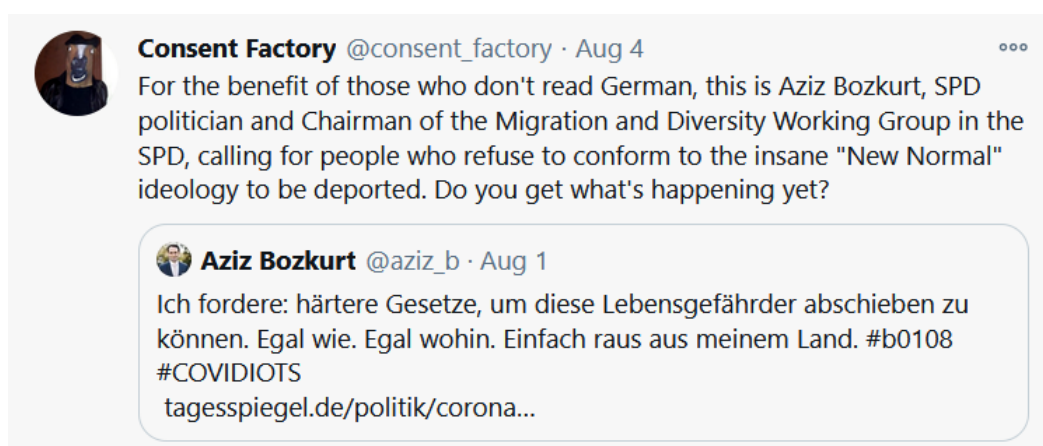 Consent Factory @consent_factory · Aug 4
For the benefit of those who don't read German, this is Aziz Bozkurt, SPD
politician and Chairman of the Migration and Diversity Working Group in the
SPD, calling for people who refuse to conform to the insane "New Normal"
ideology to be deported. Do you get what's happening yet?
Aziz Bozkurt @aziz_b · Aug 1
Ich fordere: härtere Gesetze, um diese Lebensgefährder abschieben zu
können. Egal wie. Egal wohin. Einfach raus aus meinem Land. #b0108
#COVIDIOTS
tagesspiegel.de/politik/corona...